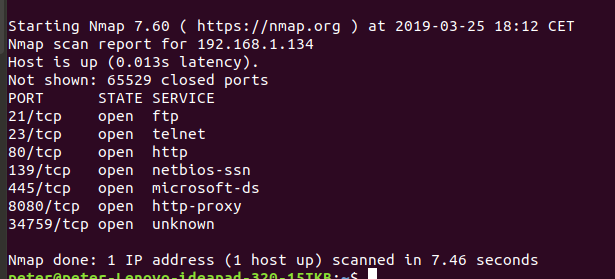 Starting Nmap 7.60 ( https://nmap.org ) at 2019-03-25 18:12 CET
Nmap scan report for 192.168.1.134
Host is up (0.013s latency).
Not shown: 65529 closed ports
PORT      STATE SERVICE
21/tcp    open  ftp
23/tcp    open  telnet
80/tcp    open  http
139/tcp   open  netbios-ssn
445/tcp   open  microsoft-ds
8080/tcp  open  http-proxy
34759/tcp open  unknown
Nmap done: 1 IP address (1 host up) scanned in 7.46 seconds
peter@peter-Lenovo-ideapad-320-15IKB:~$